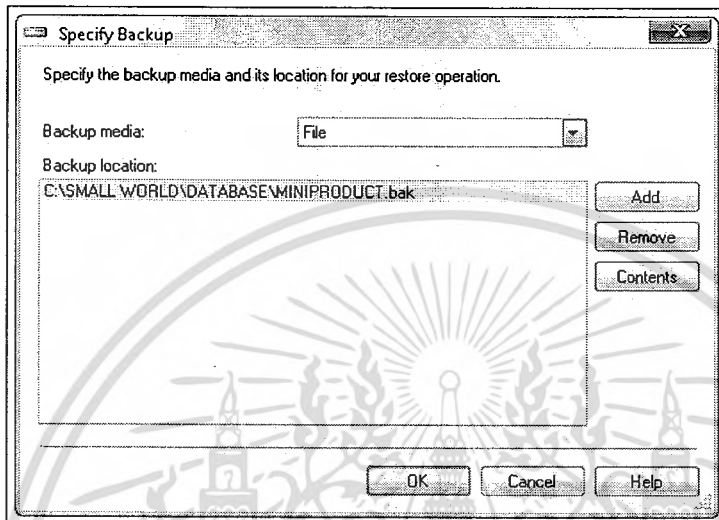 Specify Backup
Specify the backup media and its location for your restore operation.
Backup media: File
Backup location:
C:\SMALL WORLD\DATABASE\MINIPRODUCT.bak
Add
Remove
Contents
OK Cancel Help